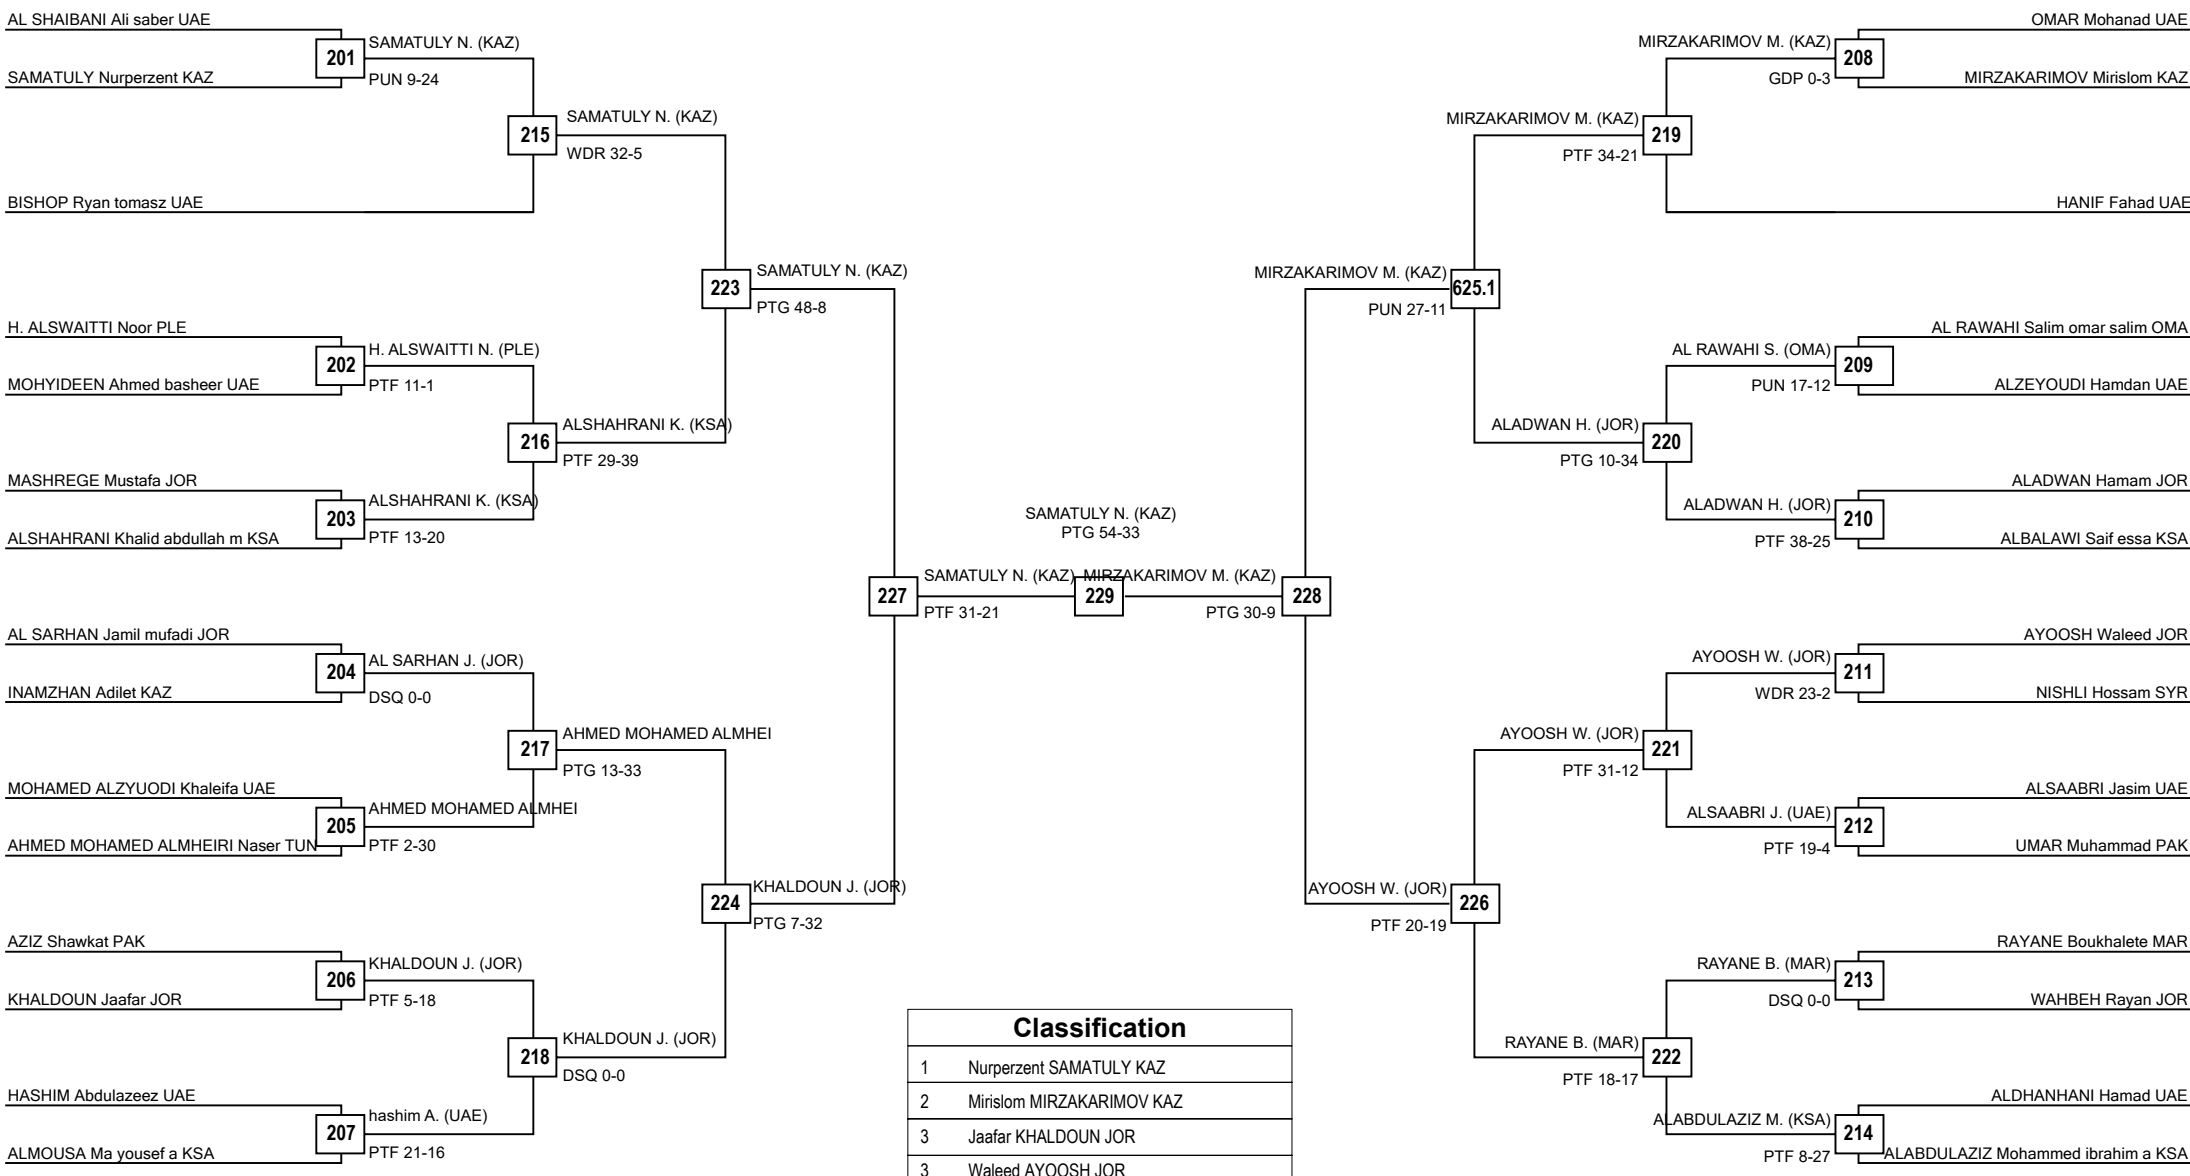 AL SHAIBANI Ali saber UAE
201
SAMATULY N. (KAZ)
SAMATULY Nurperzent KAZ
PUN 9-24
215
SAMATULY N. (KAZ)
WDR 32-5
BISHOP Ryan tomasz UAE
223
SAMATULY N. (KAZ)
PTG 48-8
H. ALSWAITTI Noor PLE
202
H. ALSWAITTI N. (PLE)
MOHYIDEEN Ahmed basheer UAE
PTF 11-1
216
ALSHAHRANI K. (KSA)
PTF 29-39
MASHREGE Mustafa JOR
203
ALSHAHRANI K. (KSA)
ALSHAHRANI Khalid abdullah m KSA
PTF 13-20
227
SAMATULY N. (KAZ)
PTF 31-21
AL SARHAN Jamil mufadi JOR
204
AL SARHAN J. (JOR)
INAMZHAN Adilet KAZ
DSQ 0-0
217
AHMED MOHAMED ALMHEI
PTG 13-33
MOHAMED ALZYUODI Khaleifa UAE
205
AHMED MOHAMED ALMHEI
AHMED MOHAMED ALMHEIRI Naser TUN
PTF 2-30
224
KHALDOUN J. (JOR)
PTG 7-32
AZIZ Shawkat PAK
206
KHALDOUN J. (JOR)
KHALDOUN Jaafar JOR
PTF 5-18
218
KHALDOUN J. (JOR)
DSQ 0-0
HASHIM Abdulazeez UAE
207
hashim A. (UAE)
ALMOUSA Ma yousef a KSA
PTF 21-16
SAMATULY N. (KAZ)
PTG 54-33
229
MIRZAKARIMOV M. (KAZ)
228
PTG 30-9
OMAR Mohanad UAE
MIRZAKARIMOV M. (KAZ)
208
GDP 0-3
MIRZAKARIMOV Mirislom KAZ
MIRZAKARIMOV M. (KAZ)
219
PTF 34-21
HANIF Fahad UAE
MIRZAKARIMOV M. (KAZ)
625.1
PUN 27-11
AL RAWAHI Salim omar salim OMA
AL RAWAHI S. (OMA)
209
PUN 17-12
ALZEYOUDI Hamdan UAE
ALADWAN H. (JOR)
220
PTG 10-34
ALADWAN Hamam JOR
ALADWAN H. (JOR)
210
PTF 38-25
ALBALAWI Saif essa KSA
AYOOSH Waleed JOR
AYOOSH W. (JOR)
211
WDR 23-2
NISHLI Hossam SYR
AYOOSH W. (JOR)
221
PTF 31-12
ALSAABRI Jasim UAE
ALSAABRI J. (UAE)
212
PTF 19-4
UMAR Muhammad PAK
AYOOSH W. (JOR)
226
PTF 20-19
RAYANE Boukhalete MAR
RAYANE B. (MAR)
213
DSQ 0-0
WAHBEH Rayan JOR
RAYANE B. (MAR)
222
PTF 18-17
ALDHANHANI Hamad UAE
ALABDULAZIZ M. (KSA)
214
PTF 8-27
ALABDULAZIZ Mohammed ibrahim a KSA
Classification
1 Nurperzent SAMATULY KAZ
2 Mirislom MIRZAKARIMOV KAZ
3 Jaafar KHALDOUN JOR
3 Waleed AYOOSH JOR